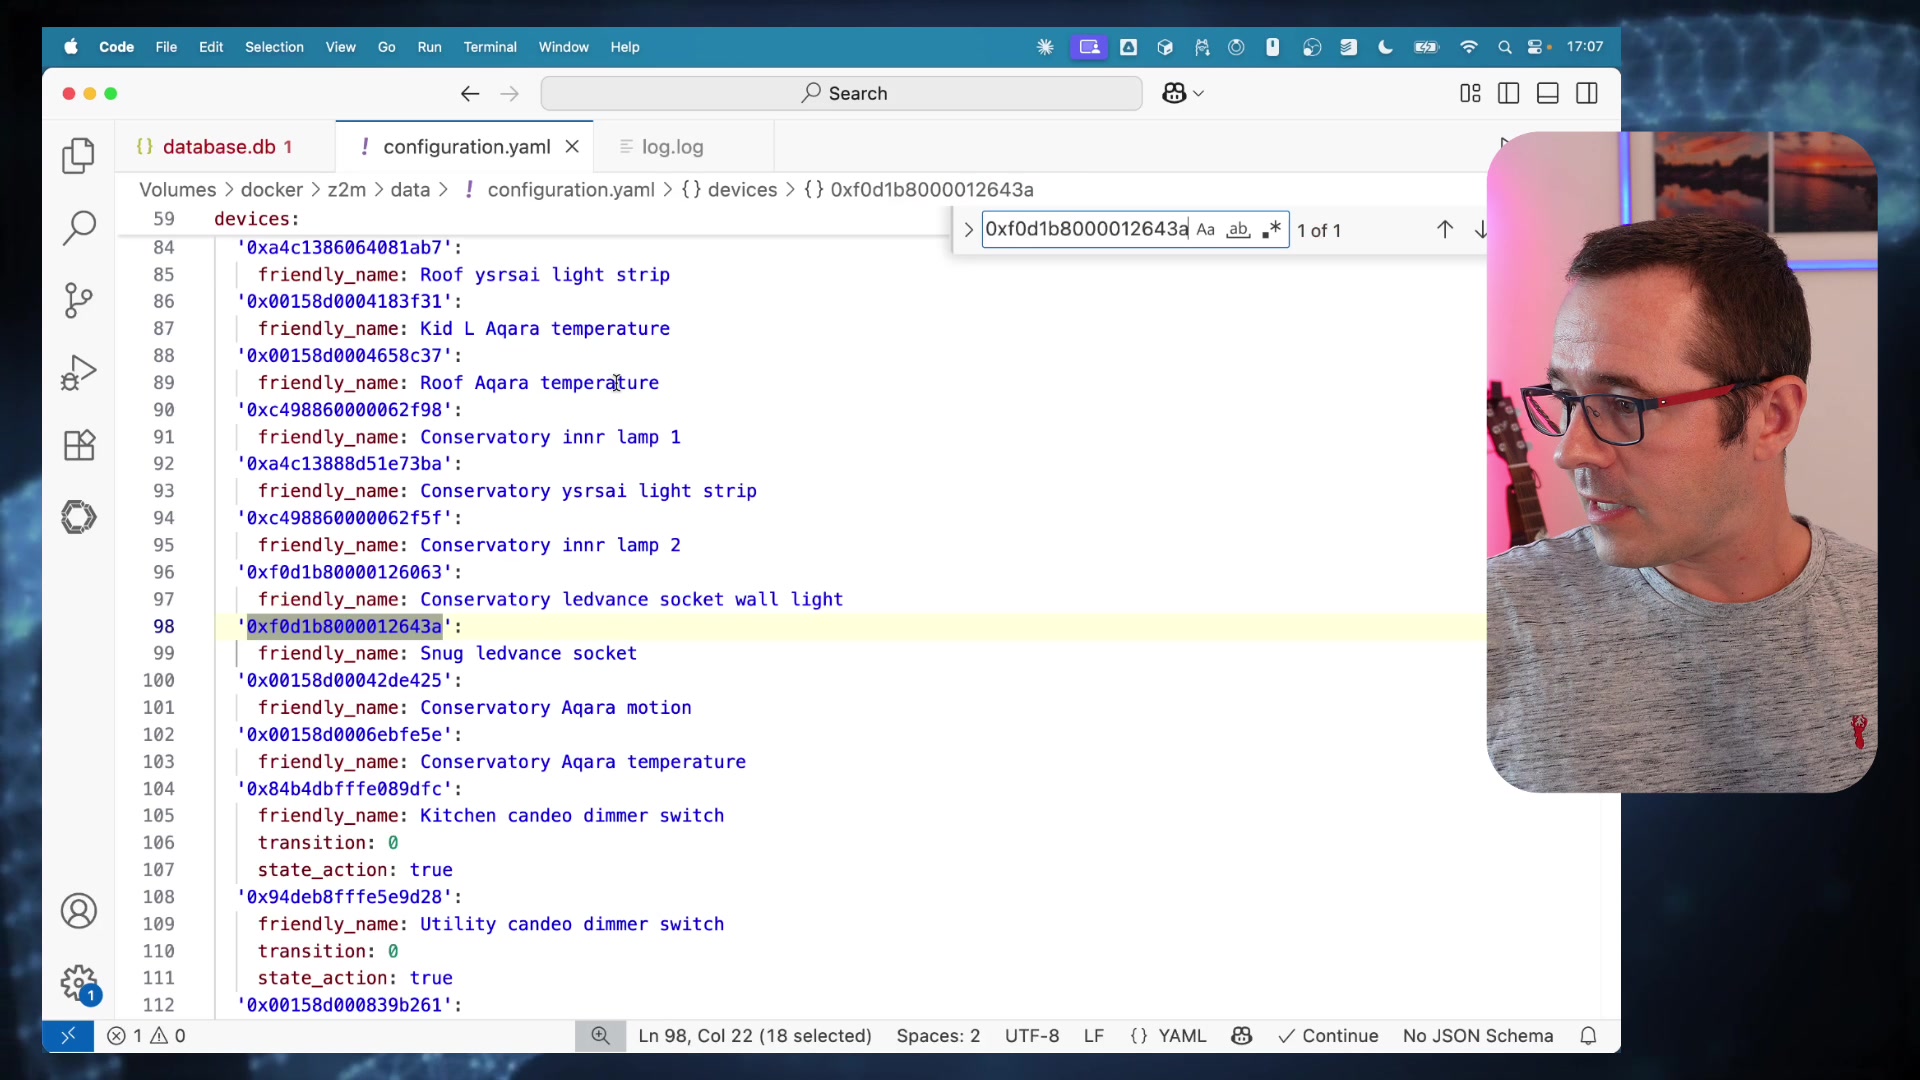 Code File Edit Selection View Go Run Terminal Window Help 17:07
Search
database.db 1 configuration.yaml log.log
Volumes > docker > z2m > data > configuration.yaml > {} devices > {} 0xf0d1b8000012643a
0xf0d1b8000012643a Aa ab 1 of 1
59 devices:
84 '0xa4c1386064081ab7':
85 friendly_name: Roof ysrsai light strip
86 '0x00158d0004183f31':
87 friendly_name: Kid L Aqara temperature
88 '0x00158d0004658c37':
89 friendly_name: Roof Aqara temperature
90 '0xc498860000062f98':
91 friendly_name: Conservatory innr lamp 1
92 '0xa4c13888d51e73ba':
93 friendly_name: Conservatory ysrsai light strip
94 '0xc498860000062f5f':
95 friendly_name: Conservatory innr lamp 2
96 '0xf0d1b80000126063':
97 friendly_name: Conservatory ledvance socket wall light
98 '0xf0d1b8000012643a':
99 friendly_name: Snug ledvance socket
100 '0x00158d00042de425':
101 friendly_name: Conservatory Aqara motion
102 '0x00158d0006ebfe5e':
103 friendly_name: Conservatory Aqara temperature
104 '0x84b4dbfffe089dfc':
105 friendly_name: Kitchen candeo dimmer switch
106 transition: 0
107 state_action: true
108 '0x94deb8fffe5e9d28':
109 friendly_name: Utility candeo dimmer switch
110 transition: 0
111 state_action: true
112 '0x00158d000839b261':
1
1 0 Ln 98, Col 22 (18 selected) Spaces: 2 UTF-8 LF {} YAML Continue No JSON Schema